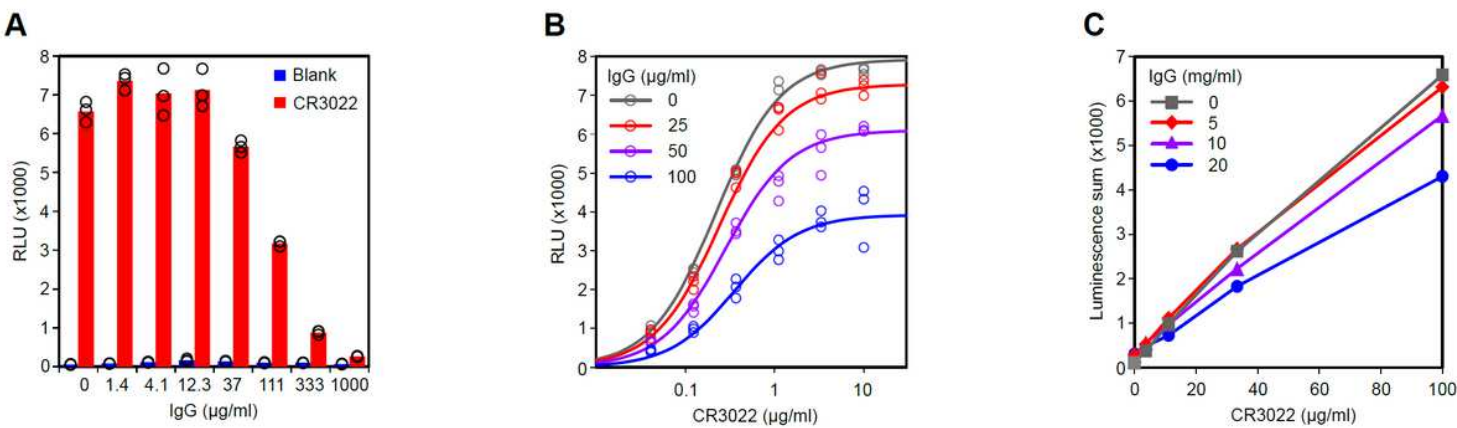 A
RLU (x1000)
8
7
6
5
4
3
2
1
0
Blank
CR3022
0 1.4 4.1 12.3 37 111 333 1000
IgG (µg/ml)
B
RLU (x1000)
8
7
6
5
4
3
2
1
0
IgG (µg/ml)
0
25
50
100
0.1 1 10
CR3022 (µg/ml)
C
Luminescence sum (x1000)
7
6
5
4
3
2
1
0
IgG (mg/ml)
0
5
10
20
0 20 40 60 80 100
CR3022 (µg/ml)